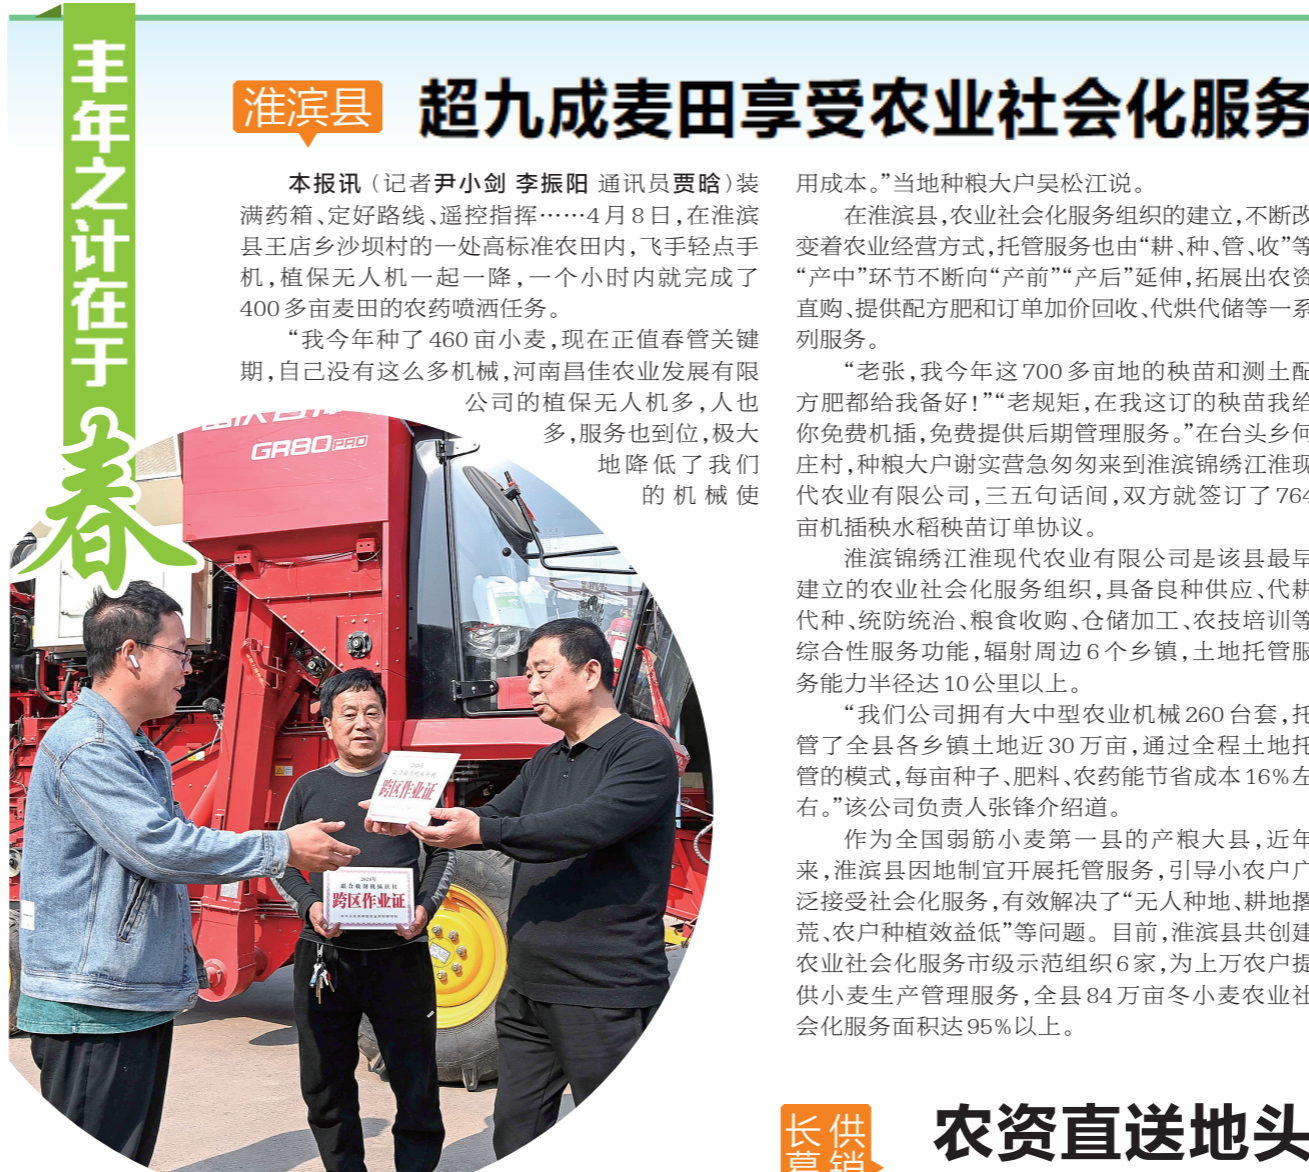 丰年之计在于
春
淮滨县
超九成麦田享受农业社会化服务
本报讯（记者尹小剑 李振阳 通讯员贾晗）装
满药箱、定好路线、遥控指挥……4月8日，在淮滨
县王店乡沙坝村的一处高标准农田内，飞手轻点手
机，植保无人机一起一降，一个小时内就完成了
400多亩麦田的农药喷洒任务。
“我今年种了460亩小麦，现在正值春管关键
期，自己没有这么多机械，河南昌佳农业发展有限
公司的植保无人机多，人也
多，服务也到位，极大
地降低了我们
的机械使
用成本。”当地种粮大户吴松江说。
在淮滨县，农业社会化服务组织的建立，不断改
变着农业经营方式，托管服务也由“耕、种、管、收”等
“产中”环节不断向“产前”“产后”延伸，拓展出农资
直购、提供配方肥和订单加价回收、代烘代储等一系
列服务。
“老张，我今年这700多亩地的秧苗和测土配
方肥都给我备好！”“老规矩，在我这订的秧苗我给
你免费机插，免费提供后期管理服务。”在台头乡何
庄村，种粮大户谢实营急匆匆来到淮滨锦绣江淮现
代农业有限公司，三五句话间，双方就签订了764
亩机插秧水稻秧苗订单协议。
淮滨锦绣江淮现代农业有限公司是该县最早
建立的农业社会化服务组织，具备良种供应、代耕
代种、统防统治、粮食收购、仓储加工、农技培训等
综合性服务功能，辐射周边6个乡镇，土地托管服
务能力半径达10公里以上。
“我们公司拥有大中型农业机械260台套，托
管了全县各乡镇土地近30万亩，通过全程土地托
管的模式，每亩种子、肥料、农药能节省成本16%左
右。”该公司负责人张锋介绍道。
作为全国弱筋小麦第一县的产粮大县，近年
来，淮滨县因地制宜开展托管服务，引导小农户广
泛接受社会化服务，有效解决了“无人种地、耕地撂
荒、农户种植效益低”等问题。目前，淮滨县共创建
农业社会化服务市级示范组织6家，为上万农户提
供小麦生产管理服务，全县84万亩冬小麦农业社
会化服务面积达95%以上。
GR80 PRO
跨区作业证
2024年
联合收割机插秧机
跨区作业证
长葛
供销
农资直送地头